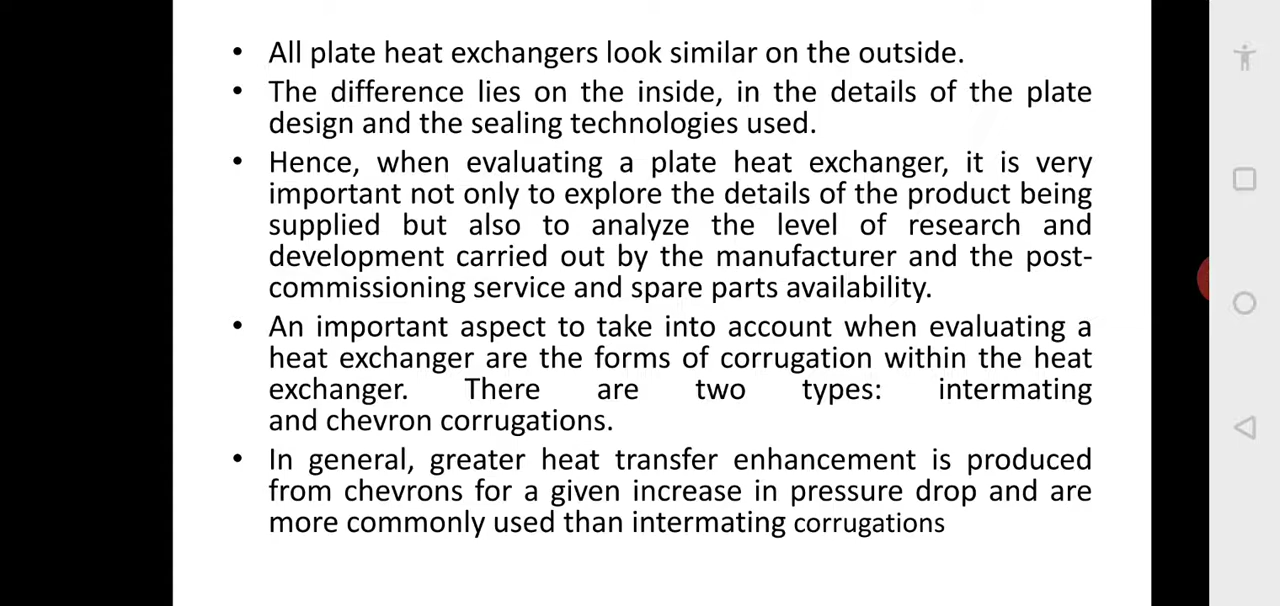 • All plate heat exchangers look similar on the outside.
• The difference lies on the inside, in the details of the plate
design and the sealing technologies used.
• Hence, when evaluating a plate heat exchanger, it is very
important not only to explore the details of the product being
supplied but also to analyze the level of research and
development carried out by the manufacturer and the post-
commissioning service and spare parts availability.
• An important aspect to take into account when evaluating a
heat exchanger are the forms of corrugation within the heat
exchanger. There are two types: intermating
and chevron corrugations.
• In general, greater heat transfer enhancement is produced
from chevrons for a given increase in pressure drop and are
more commonly used than intermating corrugations